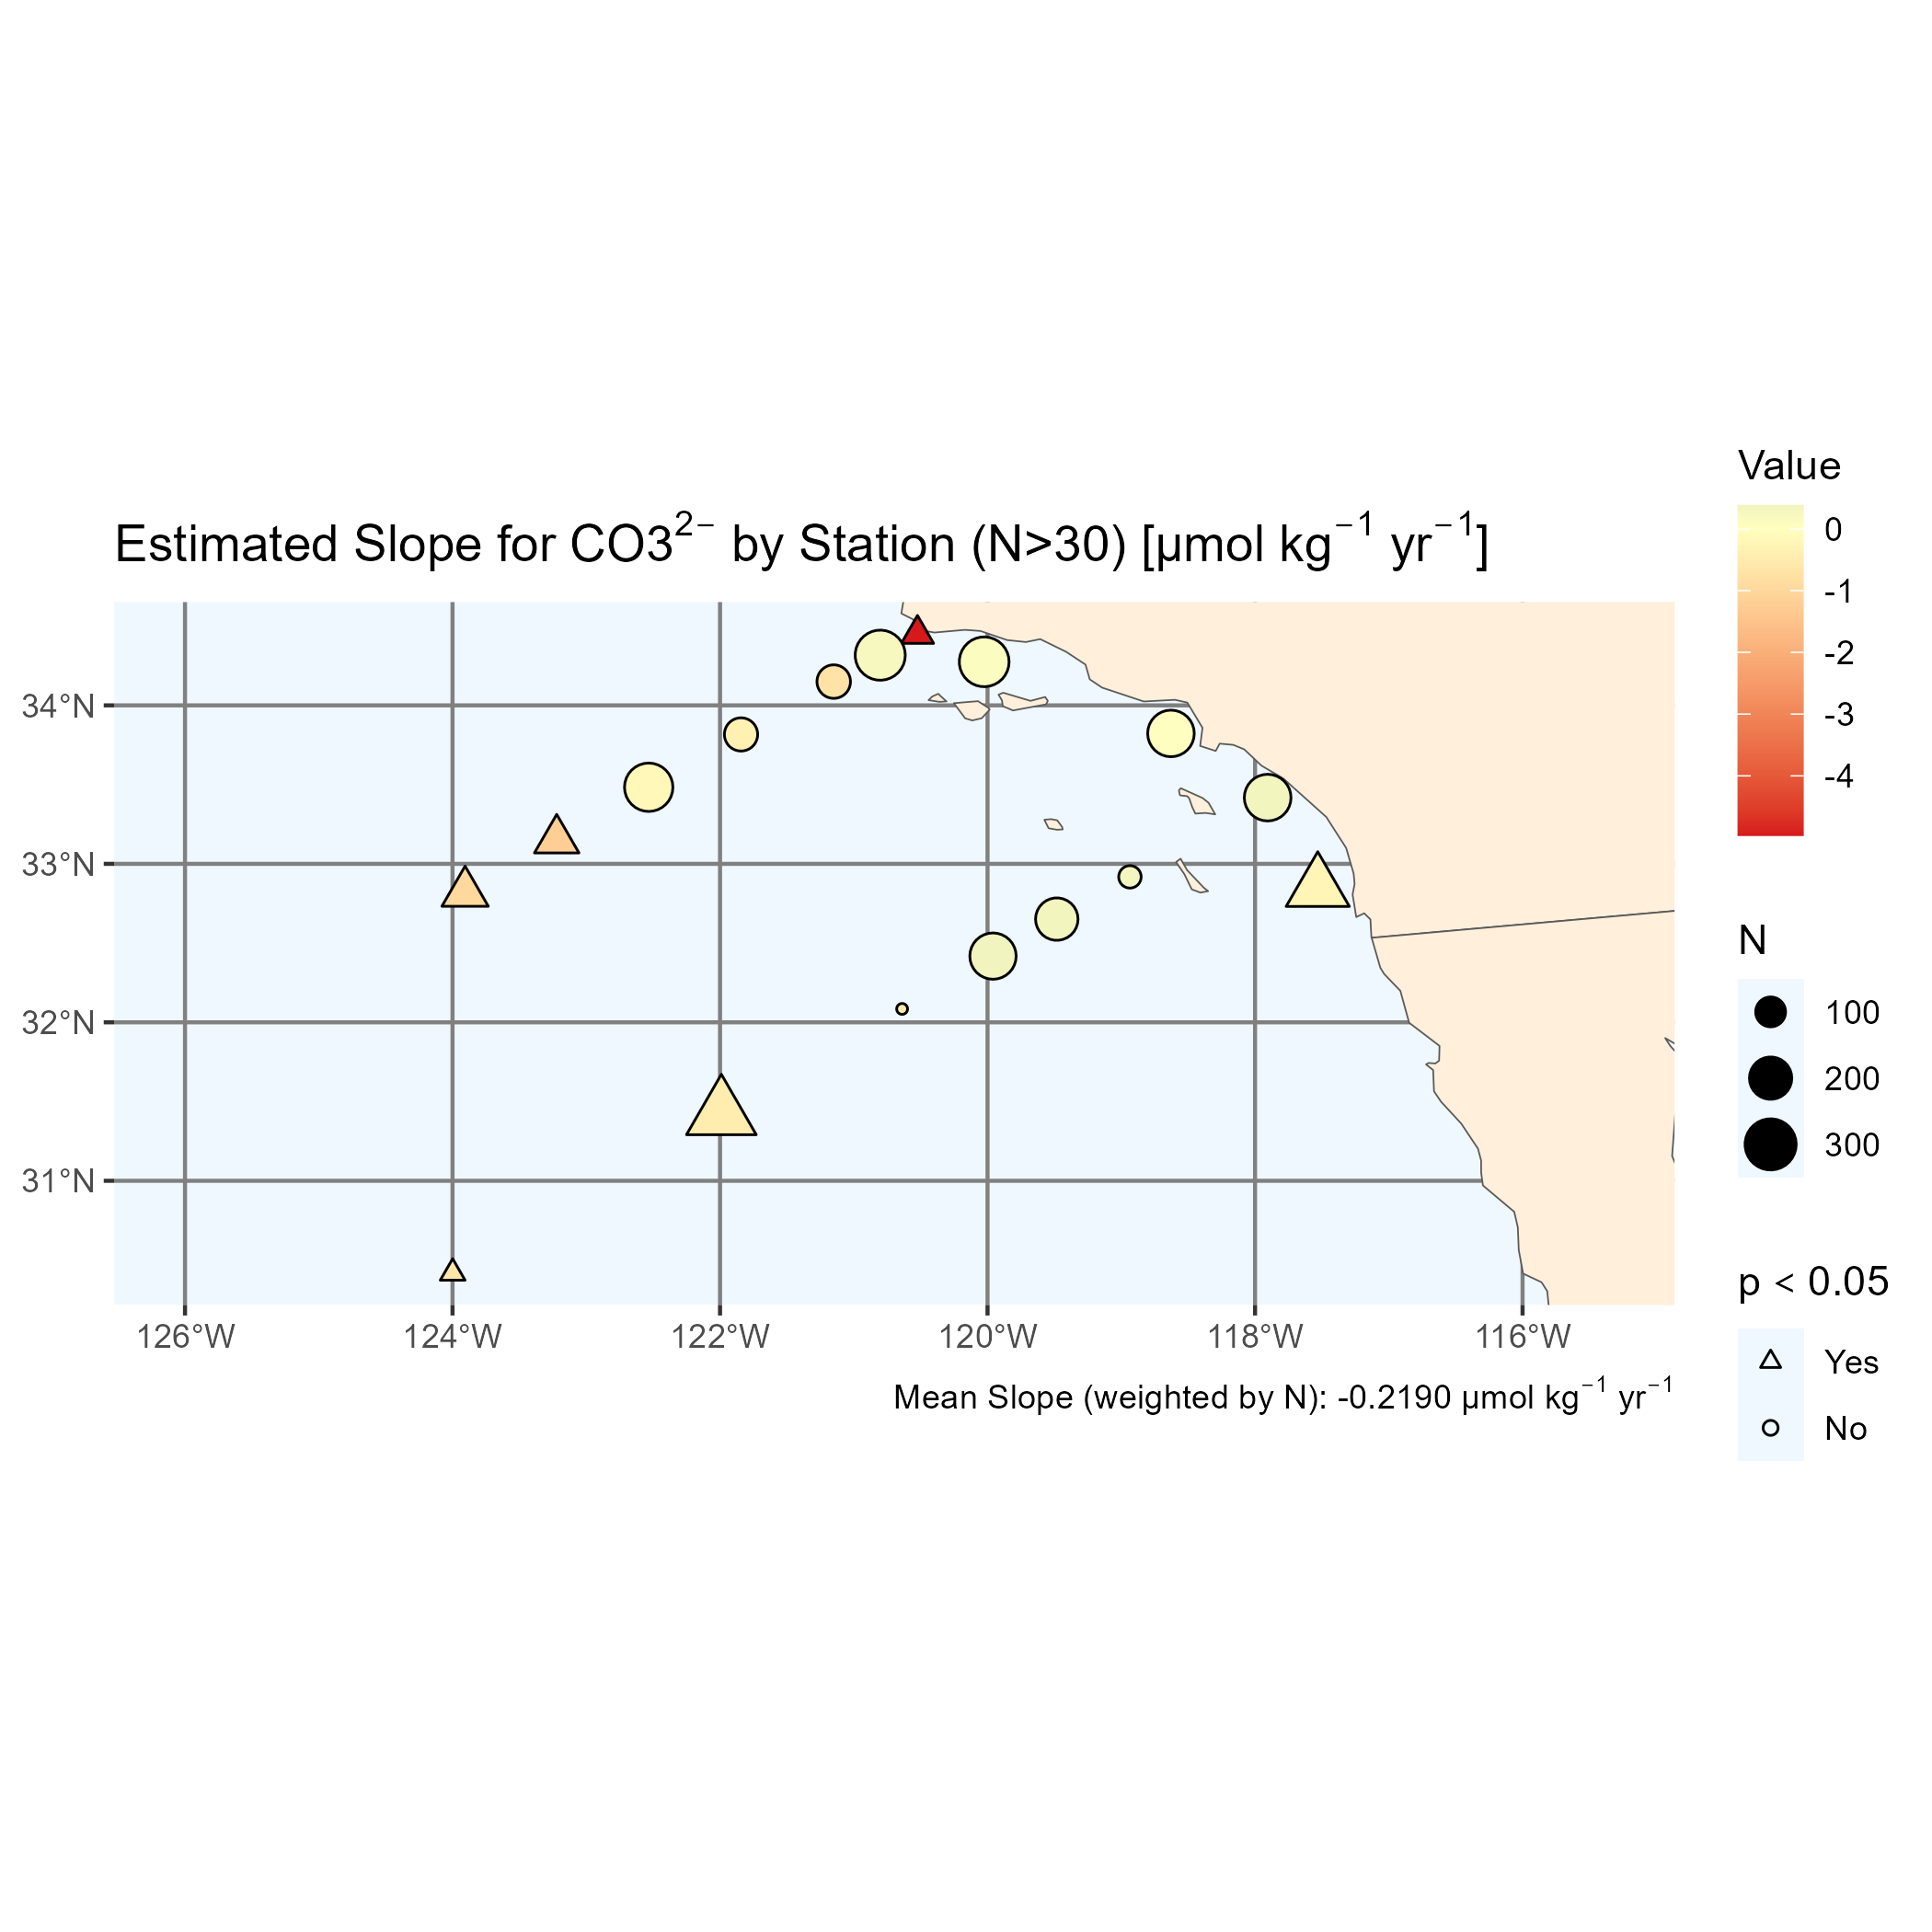 Estimated Slope for CO3²⁻ by Station (N>30) [µmol kg⁻¹ yr⁻¹]
34°N
33°N
32°N
31°N
126°W 124°W 122°W 120°W 118°W 116°W
Mean Slope (weighted by N): -0.2190 µmol kg⁻¹ yr⁻¹
Value
0
-1
-2
-3
-4
N
100
200
300
p < 0.05
Yes
No